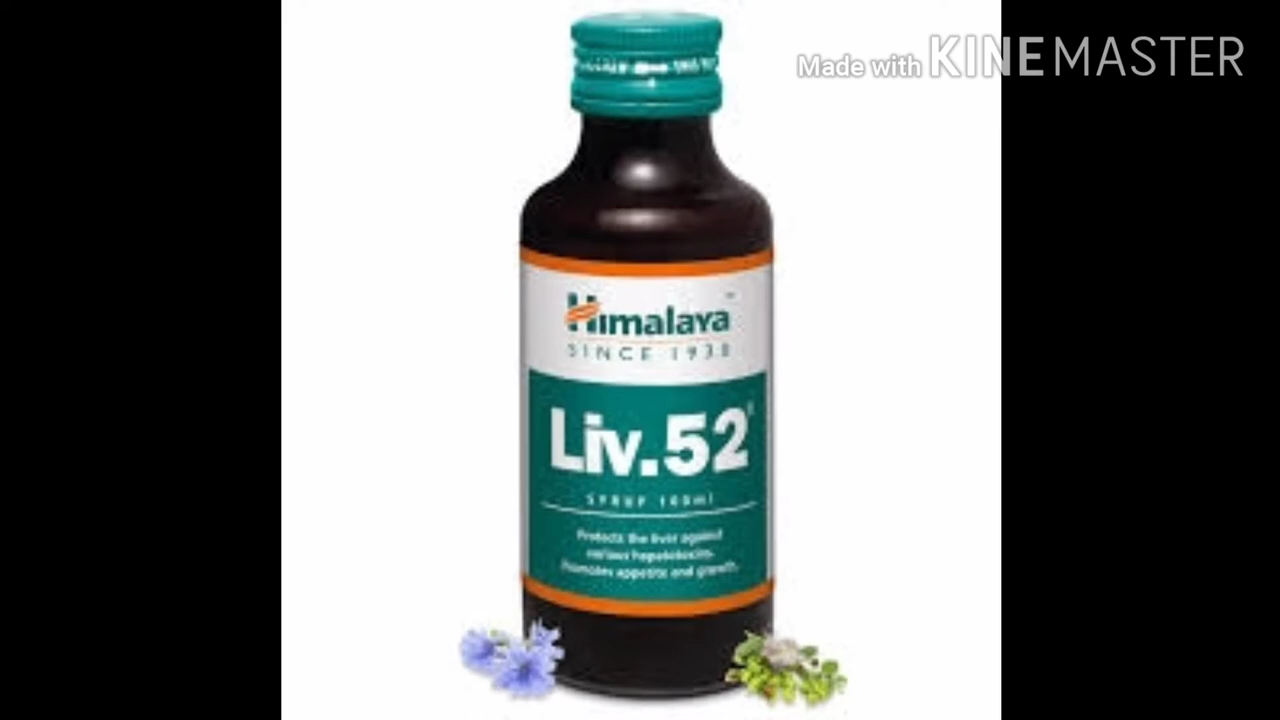 Made with KINEMASTER
Himalaya
SINCE 1930
Liv.52
SYRUP 100ml
Protects the liver against
various hepatotoxins.
Promotes appetite and growth.